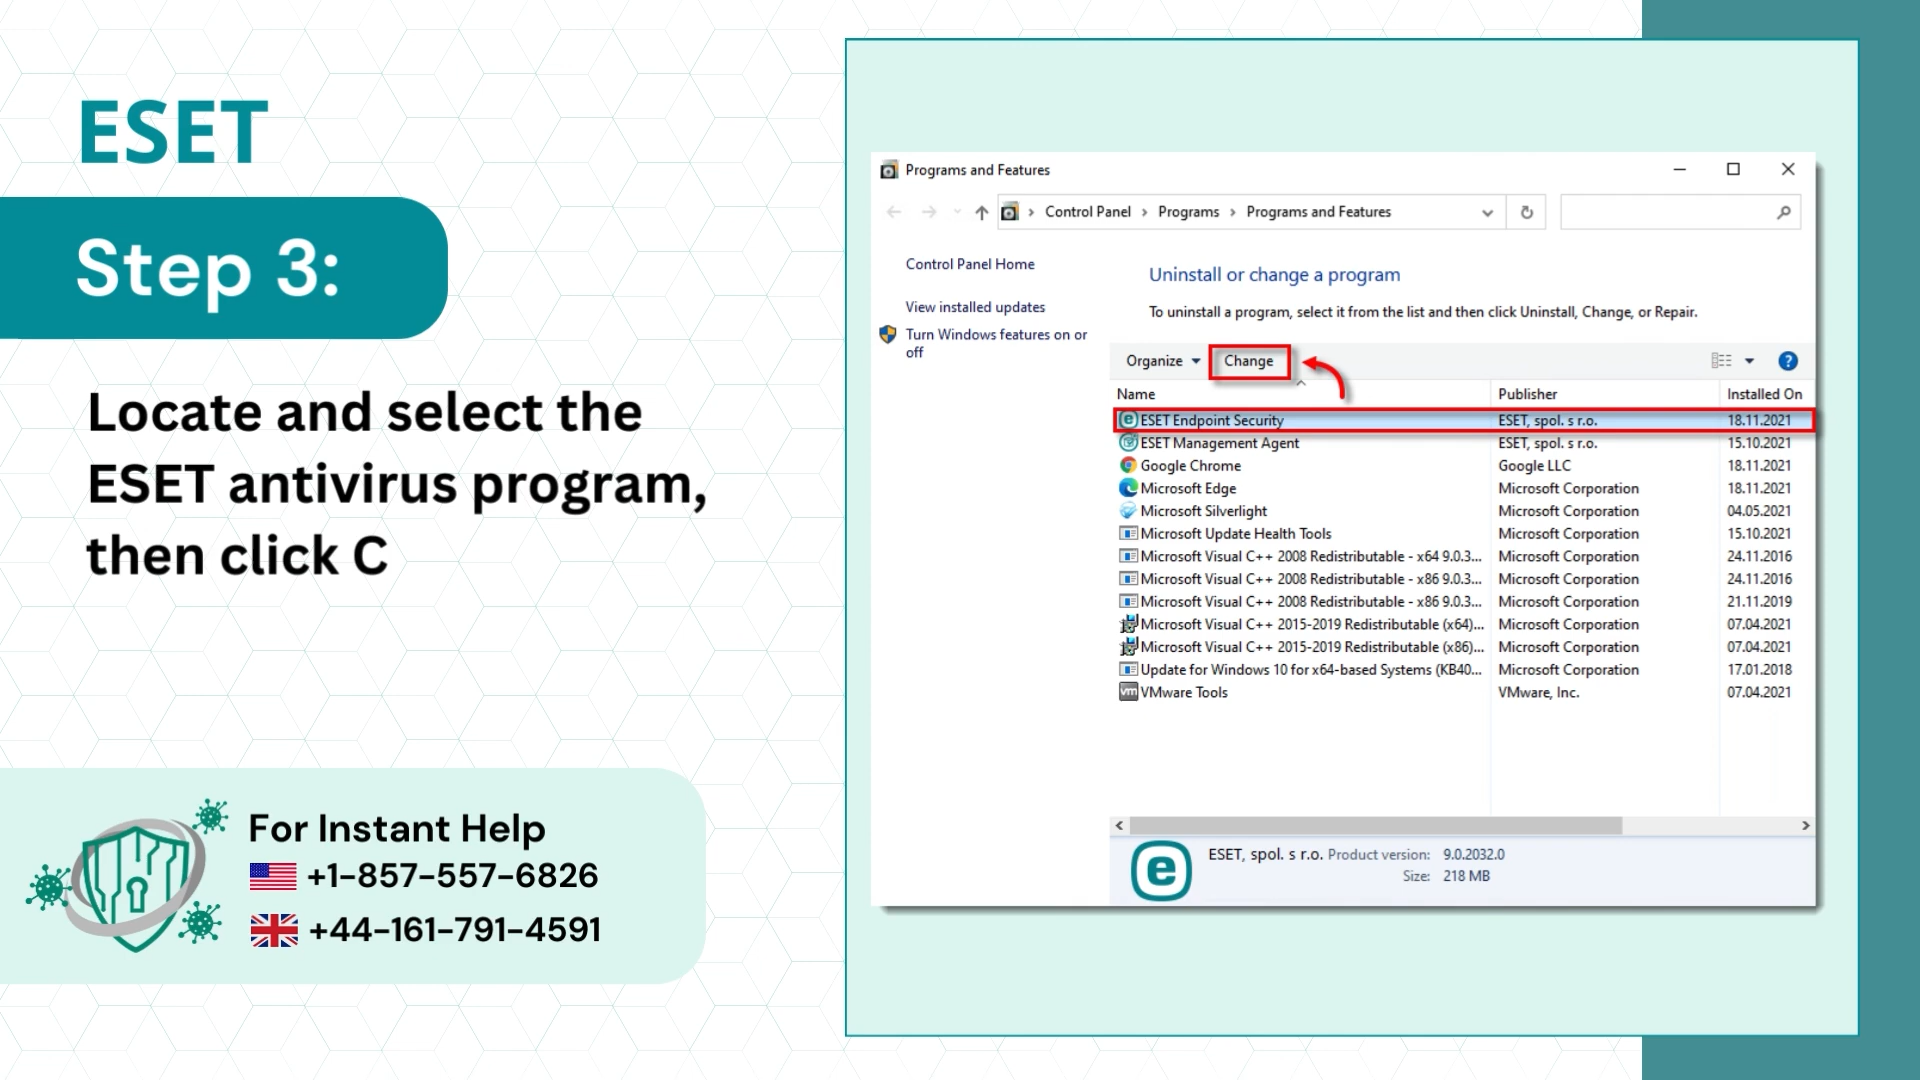 ESET
Step 3:
Locate and select the
ESET antivirus program,
then click C
For Instant Help
+1-857-557-6826
+44-161-791-4591
Programs and Features
Control Panel > Programs > Programs and Features
Control Panel Home
View installed updates
Turn Windows features on or
off
Uninstall or change a program
To uninstall a program, select it from the list and then click Uninstall, Change, or Repair.
Organize Change
Name Publisher Installed On
ESET Endpoint Security ESET, spol. s r.o. 18.11.2021
ESET Management Agent ESET, spol. s r.o. 15.10.2021
Google Chrome Google LLC 18.11.2021
Microsoft Edge Microsoft Corporation 18.11.2021
Microsoft Silverlight Microsoft Corporation 04.05.2021
Microsoft Update Health Tools Microsoft Corporation 15.10.2021
Microsoft Visual C++ 2008 Redistributable - x64 9.0.3... Microsoft Corporation 24.11.2016
Microsoft Visual C++ 2008 Redistributable - x86 9.0.3... Microsoft Corporation 24.11.2016
Microsoft Visual C++ 2008 Redistributable - x86 9.0.3... Microsoft Corporation 21.11.2019
Microsoft Visual C++ 2015-2019 Redistributable (x64)... Microsoft Corporation 07.04.2021
Microsoft Visual C++ 2015-2019 Redistributable (x86)... Microsoft Corporation 07.04.2021
Update for Windows 10 for x64-based Systems (KB40... Microsoft Corporation 17.01.2018
vm VMware Tools VMware, Inc. 07.04.2021
e ESET, spol. s r.o. Product version: 9.0.2032.0
Size: 218 MB